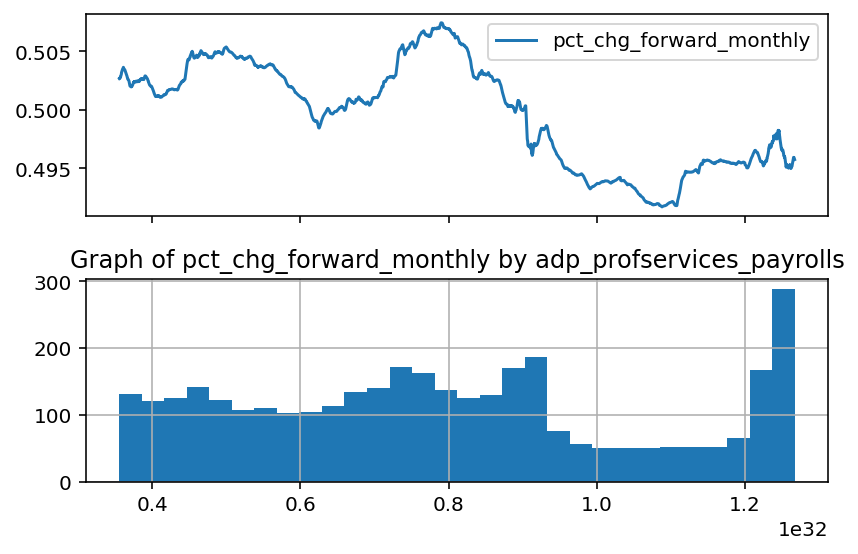 0.505
0.500
0.495
pct_chg_forward_monthly
Graph of pct_chg_forward_monthly by adp_profservices_payrolls
300
200
100
0
0.4 0.6 0.8 1.0 1.2
1e32